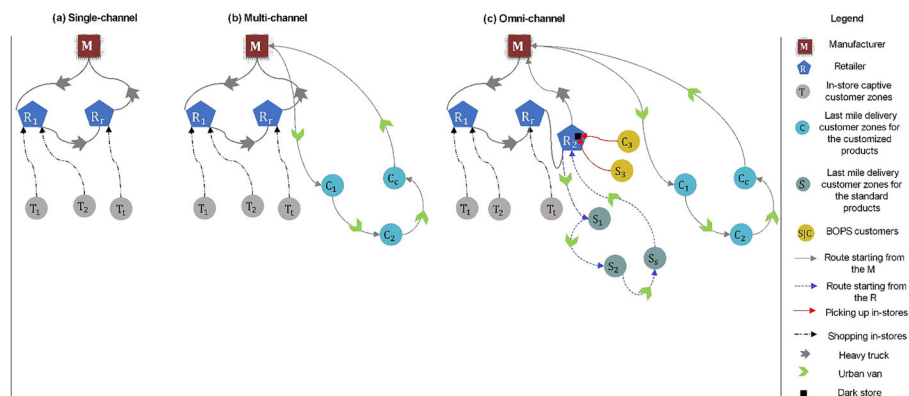 (a) Single-channel
(b) Multi-channel
(c) Omni-channel
Legend
M
R1
Rr
T1
T2
Tt
M
R1
Rr
T1
T2
Tt
C1
C2
Cc
M
R1
Rr
R2
C3
S3
T1
T2
Tt
S1
S2
Ss
C1
C2
Cc
M
Manufacturer
R
Retailer
T
In-store captive
customer zones
C
Last mile delivery
customer zones for
the customized
products
S
Last mile delivery
customer zones for
the standard
products
S|C
BOPS customers
Route starting from
the M
Route starting from
the R
Picking up in-stores
Shopping in-stores
Heavy truck
Urban van
Dark store